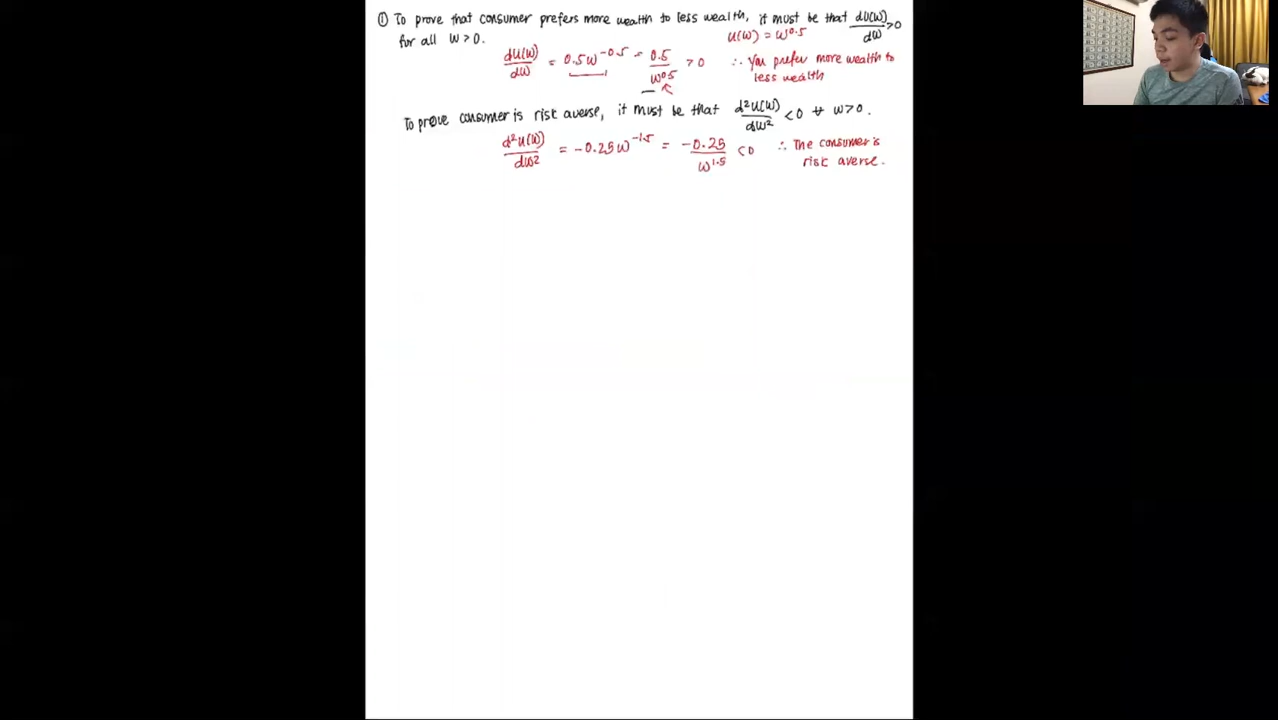 ① To prove that consumer prefers more wealth to less wealth, it must be that dU(W)/dW > 0
for all W > 0.
U(W) = W^0.5
dU(W)/dW = 0.5W^-0.5 = 0.5/W^0.5 > 0 ∴ You prefer more wealth to
less wealth
To prove consumer is risk averse, it must be that d²U(W)/dW² < 0 ∀ W > 0.
d²U(W)/dW² = -0.25W^-1.5 = -0.25/W^1.5 < 0 ∴ The consumer is
risk averse.